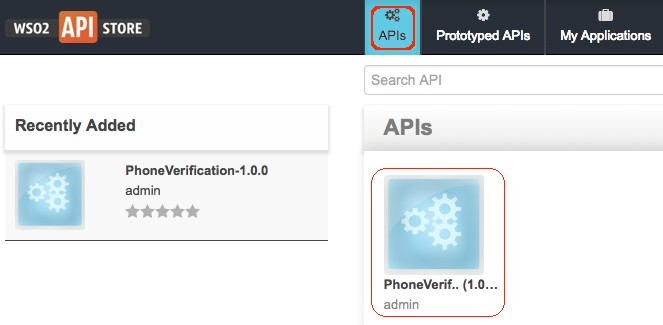 WSO2 API STORE
APIs
Prototyped APIs
My Applications
Search API
Recently Added
PhoneVerification-1.0.0
admin
APIs
PhoneVerif.. (1.0...
admin